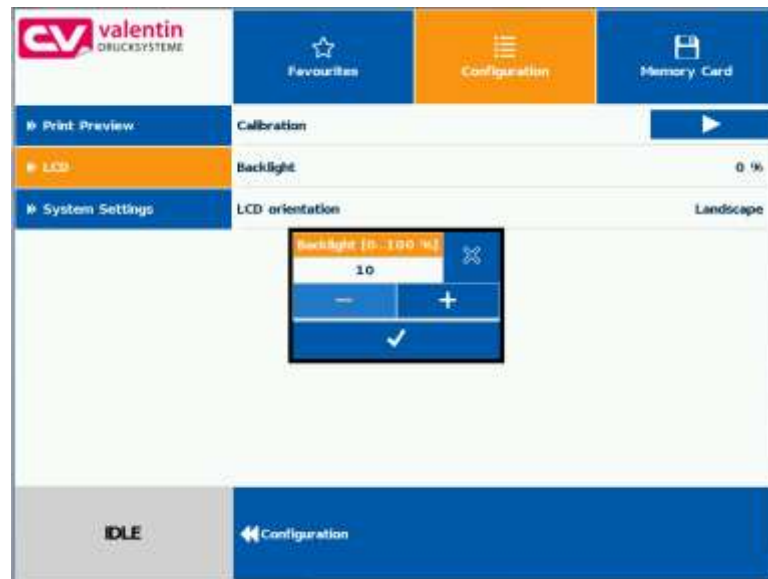 valentin
DRUCKSYSTEME
Favourites
Configuration
Memory Card
Print Preview
Calibration
LCD
Backlight
0 %
System Settings
LCD orientation
Landscape
Backlight [0..100 %]
10
IDLE
Configuration